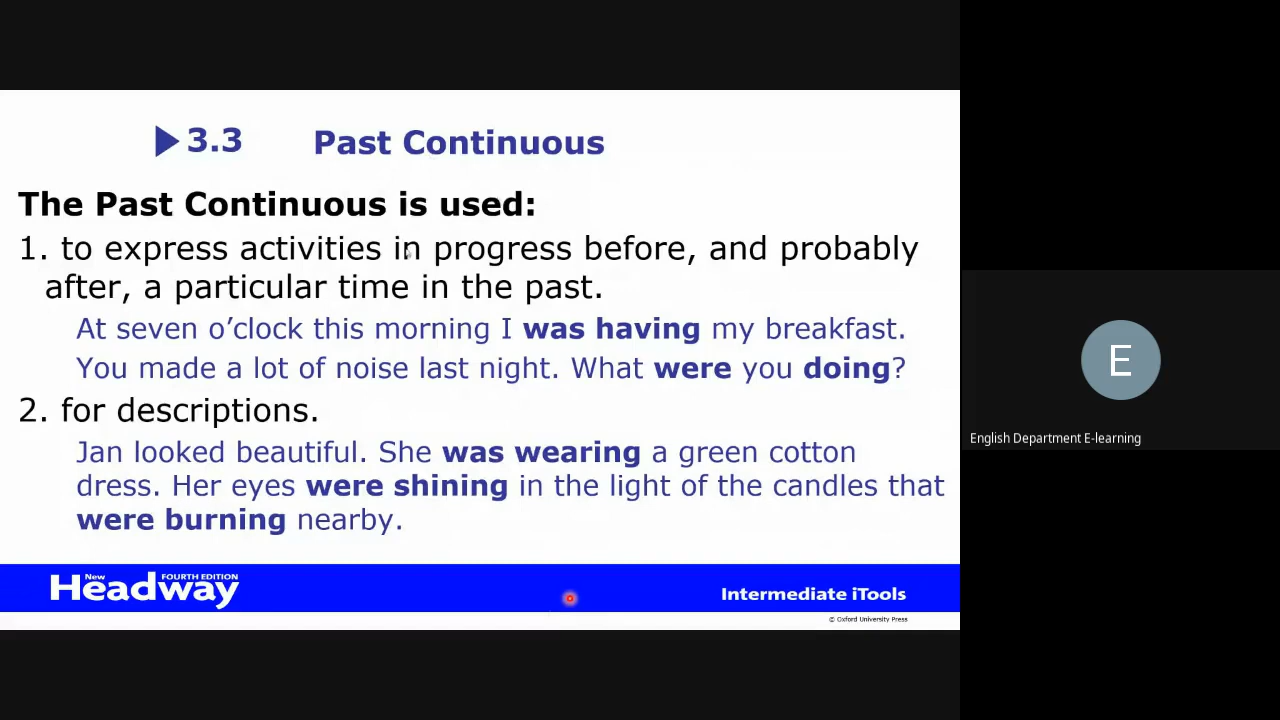 3.3 Past Continuous
The Past Continuous is used:
1. to express activities in progress before, and probably
after, a particular time in the past.
At seven o’clock this morning I was having my breakfast.
You made a lot of noise last night. What were you doing?
2. for descriptions.
Jan looked beautiful. She was wearing a green cotton
dress. Her eyes were shining in the light of the candles that
were burning nearby.
New Headway FOURTH EDITION
Intermediate iTools
© Oxford University Press
E
English Department E-learning